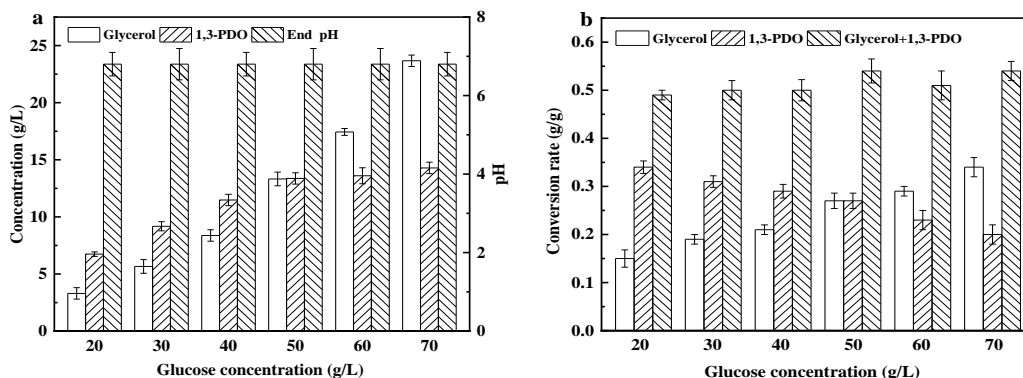 a
Glycerol 1,3-PDO End pH
Concentration (g/L)
25
20
15
10
5
0
8
6
4
2
0
pH
20 30 40 50 60 70
Glucose concentration (g/L)
b
Glycerol 1,3-PDO Glycerol+1,3-PDO
Conversion rate (g/g)
0.6
0.5
0.4
0.3
0.2
0.1
0.0
20 30 40 50 60 70
Glucose concentration (g/L)